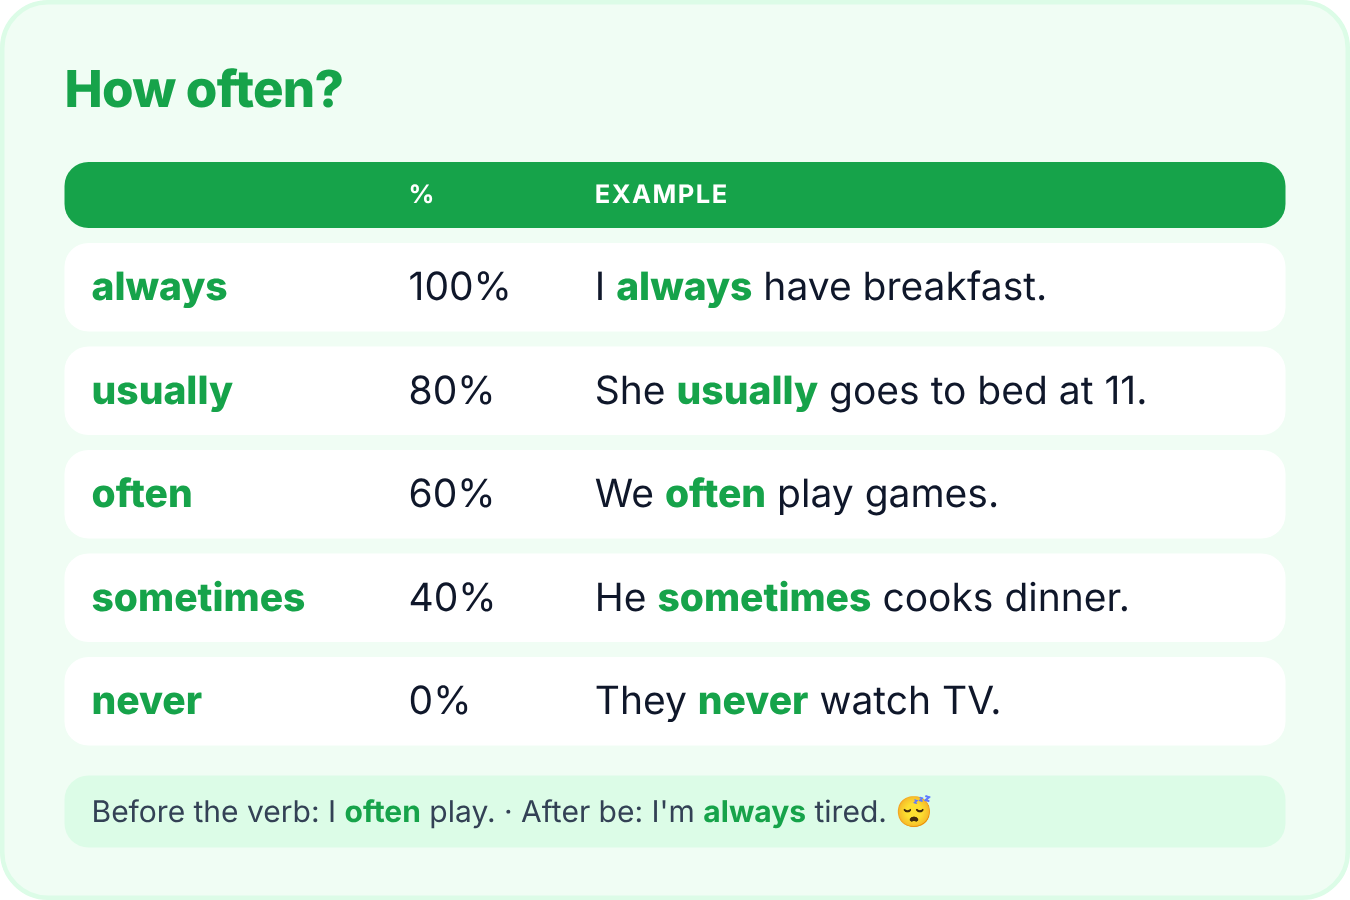 How often?
% EXAMPLE
always 100% I always have breakfast.
usually 80% She usually goes to bed at 11.
often 60% We often play games.
sometimes 40% He sometimes cooks dinner.
never 0% They never watch TV.
Before the verb: I often play. · After be: I'm always tired. 😴